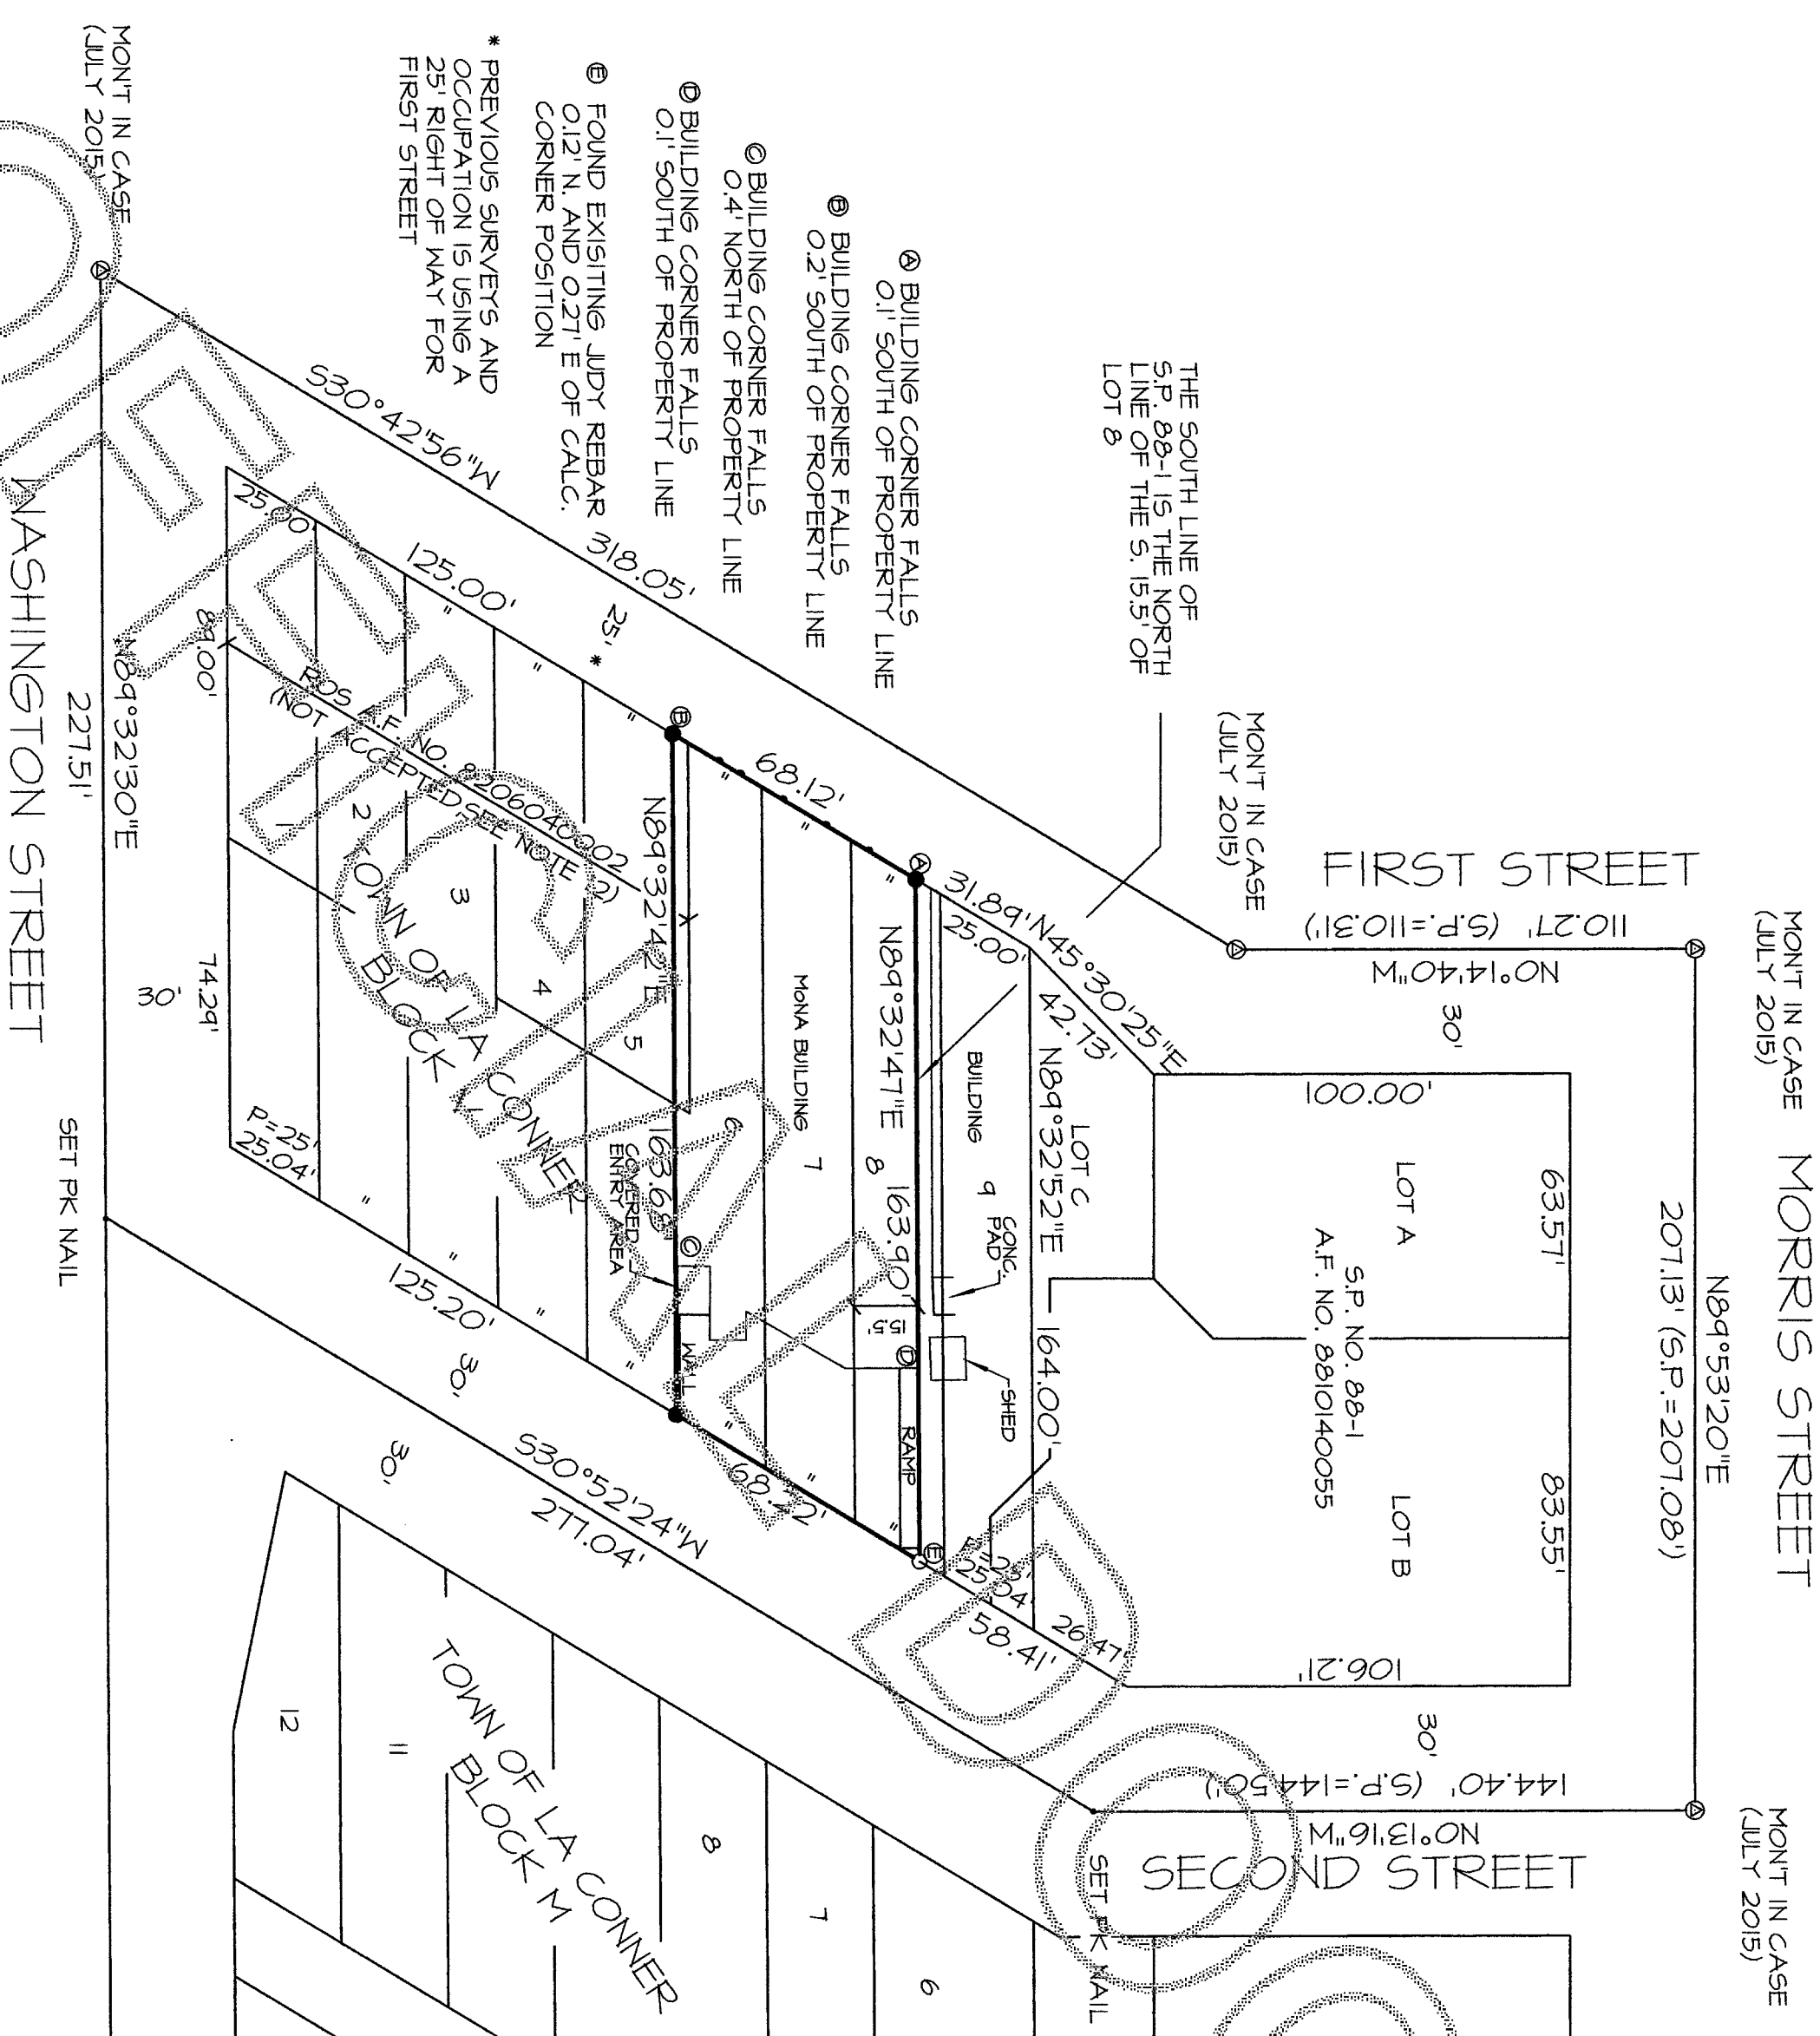 MORRIS STREET
MON'T IN CASE
(JULY 2015)
MON'T IN CASE
(JULY 2015)
N89°53'20"E
207.13' (S.P.=207.08')
63.57'
83.55'
FIRST STREET
110.27' (S.P.=110.31')
N0°14'40"W
30'
100.00'
LOT A
S.P. NO. 88-1
A.F. NO. 8810140055
LOT B
106.21'
30'
144.40' (S.P.=144.50')
N0°13'16"W
SECOND STREET
SET PK NAIL
MON'T IN CASE
(JULY 2015)
THE SOUTH LINE OF
S.P. 88-1 IS THE NORTH
LINE OF THE S. 15.5' OF
LOT 8
N45°30'25"E
42.73'
31.89'
25.00'
LOT C
N89°32'52"E
164.00'
26.47'
58.41'
25.04'
BUILDING
9
CONC.
PAD
SHED
A
N89°32'47"E
163.90'
8
15.5'
D
RAMP
E
Ⓐ BUILDING CORNER FALLS
0.1' SOUTH OF PROPERTY LINE
Ⓑ BUILDING CORNER FALLS
0.2' SOUTH OF PROPERTY LINE
Ⓒ BUILDING CORNER FALLS
0.4' NORTH OF PROPERTY LINE
Ⓓ BUILDING CORNER FALLS
0.1' SOUTH OF PROPERTY LINE
Ⓔ FOUND EXISITING JUDY REBAR
0.12' N. AND 0.27' E OF CALC.
CORNER POSITION
* PREVIOUS SURVEYS AND
OCCUPATION IS USING A
25' RIGHT OF WAY FOR
FIRST STREET
68.12'
"
"
"
MONA BUILDING
7
6
C
WALL
"
"
68.22'
B
N89°32'42"E
163.68'
COVERED
ENTRY AREA
S30°42'56"W
318.05'
25' *
125.00'
"
"
"
25.00'
5
4
3
2
1
ROS A.F. NO. 8206040002
(NOT ACCEPTED SEE NOTE 2)
TOWN OF LA CONNER
BLOCK L
"
"
"
"
125.20'
P=25'
25.04'
89.00'
74.29'
30'
30'
30'
S30°52'24"W
277.04'
TOWN OF LA CONNER
BLOCK M
6
7
8
11
12
MON'T IN CASE
(JULY 2015)
N89°32'30"E
227.51'
WASHINGTON STREET
SET PK NAIL
UNOFFICIAL DOC